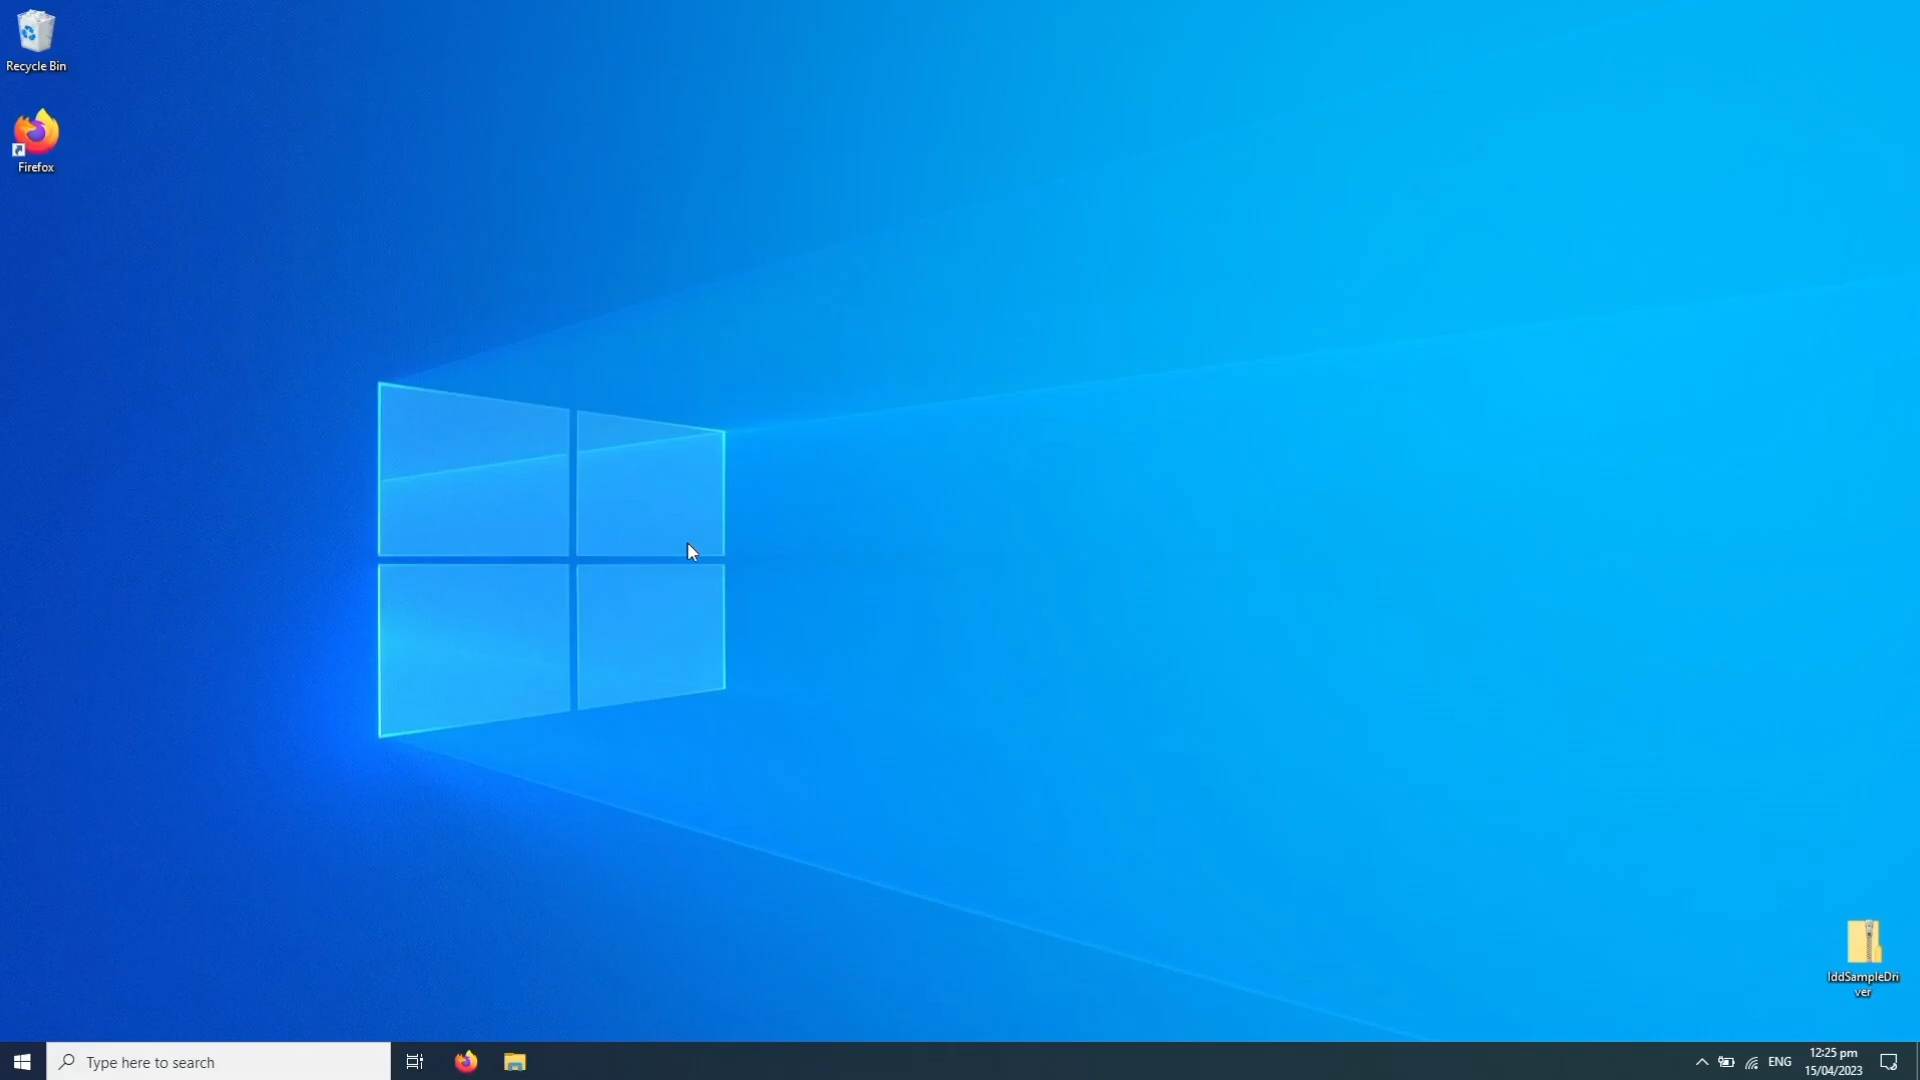 Recycle Bin
Firefox
IddSampleDri
ver
Type here to search
ENG
12:25 pm
15/04/2023